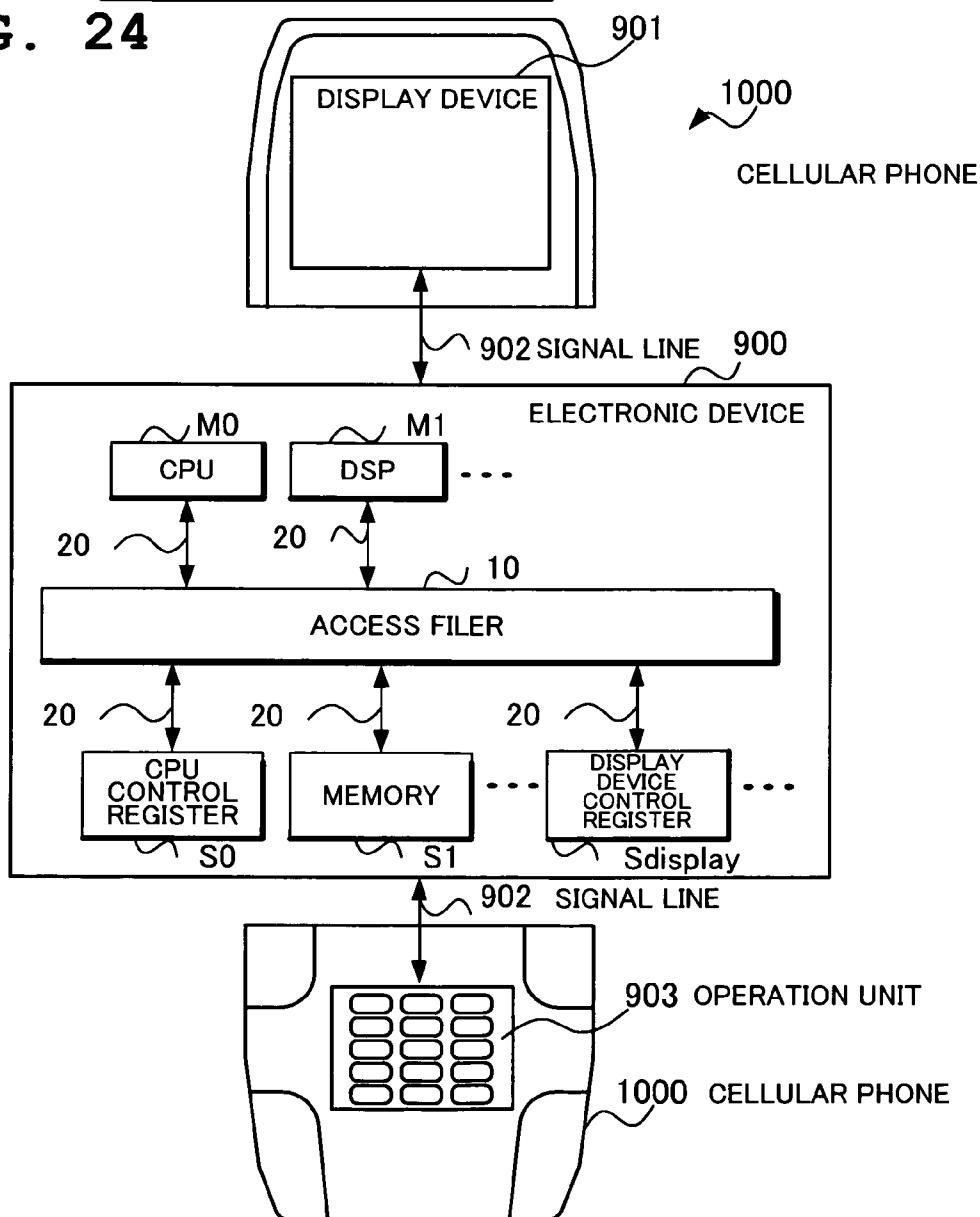 G. 24
901
DISPLAY DEVICE
1000
CELLULAR PHONE
902 SIGNAL LINE
900
ELECTRONIC DEVICE
M0
M1
CPU
DSP
20
20
10
ACCESS FILER
20
20
20
CPU
CONTROL
REGISTER
MEMORY
DISPLAY
DEVICE
CONTROL
REGISTER
S0
S1
Sdisplay
902 SIGNAL LINE
903 OPERATION UNIT
1000 CELLULAR PHONE